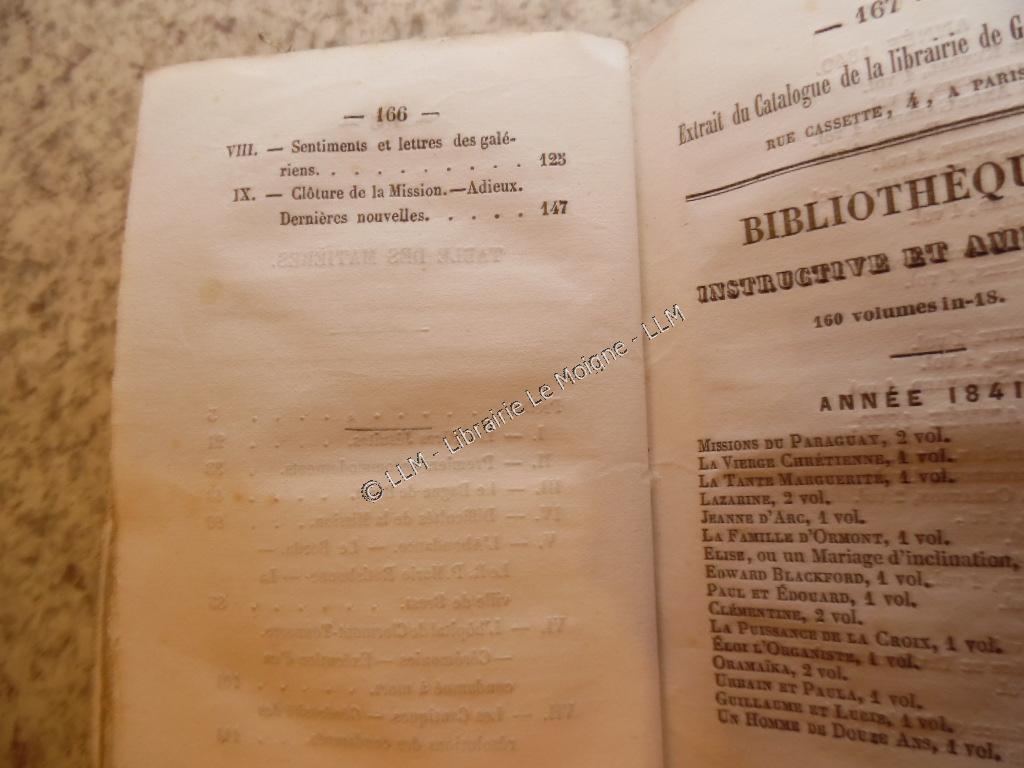 — 166 —
VIII. — Sentiments et lettres des galé-
riens. . . . . . . . . 125
IX. — Clôture de la Mission.—Adieux.
Dernières nouvelles. . . . . 147
TABLE DES MATIÈRES.
© LLM - Librairie Le Moigne - LLM
— 167
Extrait du Catalogue de la librairie de G
RUE CASSETTE, 4, A PARIS
BIBLIOTHÈQU
INSTRUCTIVE ET AM
160 volumes in-18.
ANNÉE 1841
MISSIONS DU PARAGUAY, 2 vol.
LA VIERGE CHRÉTIENNE, 1 vol.
LA TANTE MARGUERITE, 1 vol.
LAZARINE, 2 vol.
JEANNE D'ARC, 1 vol.
LA FAMILLE D'ORMONT, 1 vol.
ELISE, ou un Mariage d'inclination,
EDWARD BLACKFORD, 1 vol.
PAUL ET ÉDOUARD, 1 vol.
CLÉMENTINE, 2 vol.
LA PUISSANCE DE LA CROIX, 1 vol.
ÉLOI L'ORGANISTE, 1 vol.
ORAMAÏKA, 2 vol.
URBAIN ET PAULA, 1 vol.
GUILLAUME ET LUCIE, 1 vol.
UN HOMME DE DOUZE ANS, 1 vol.